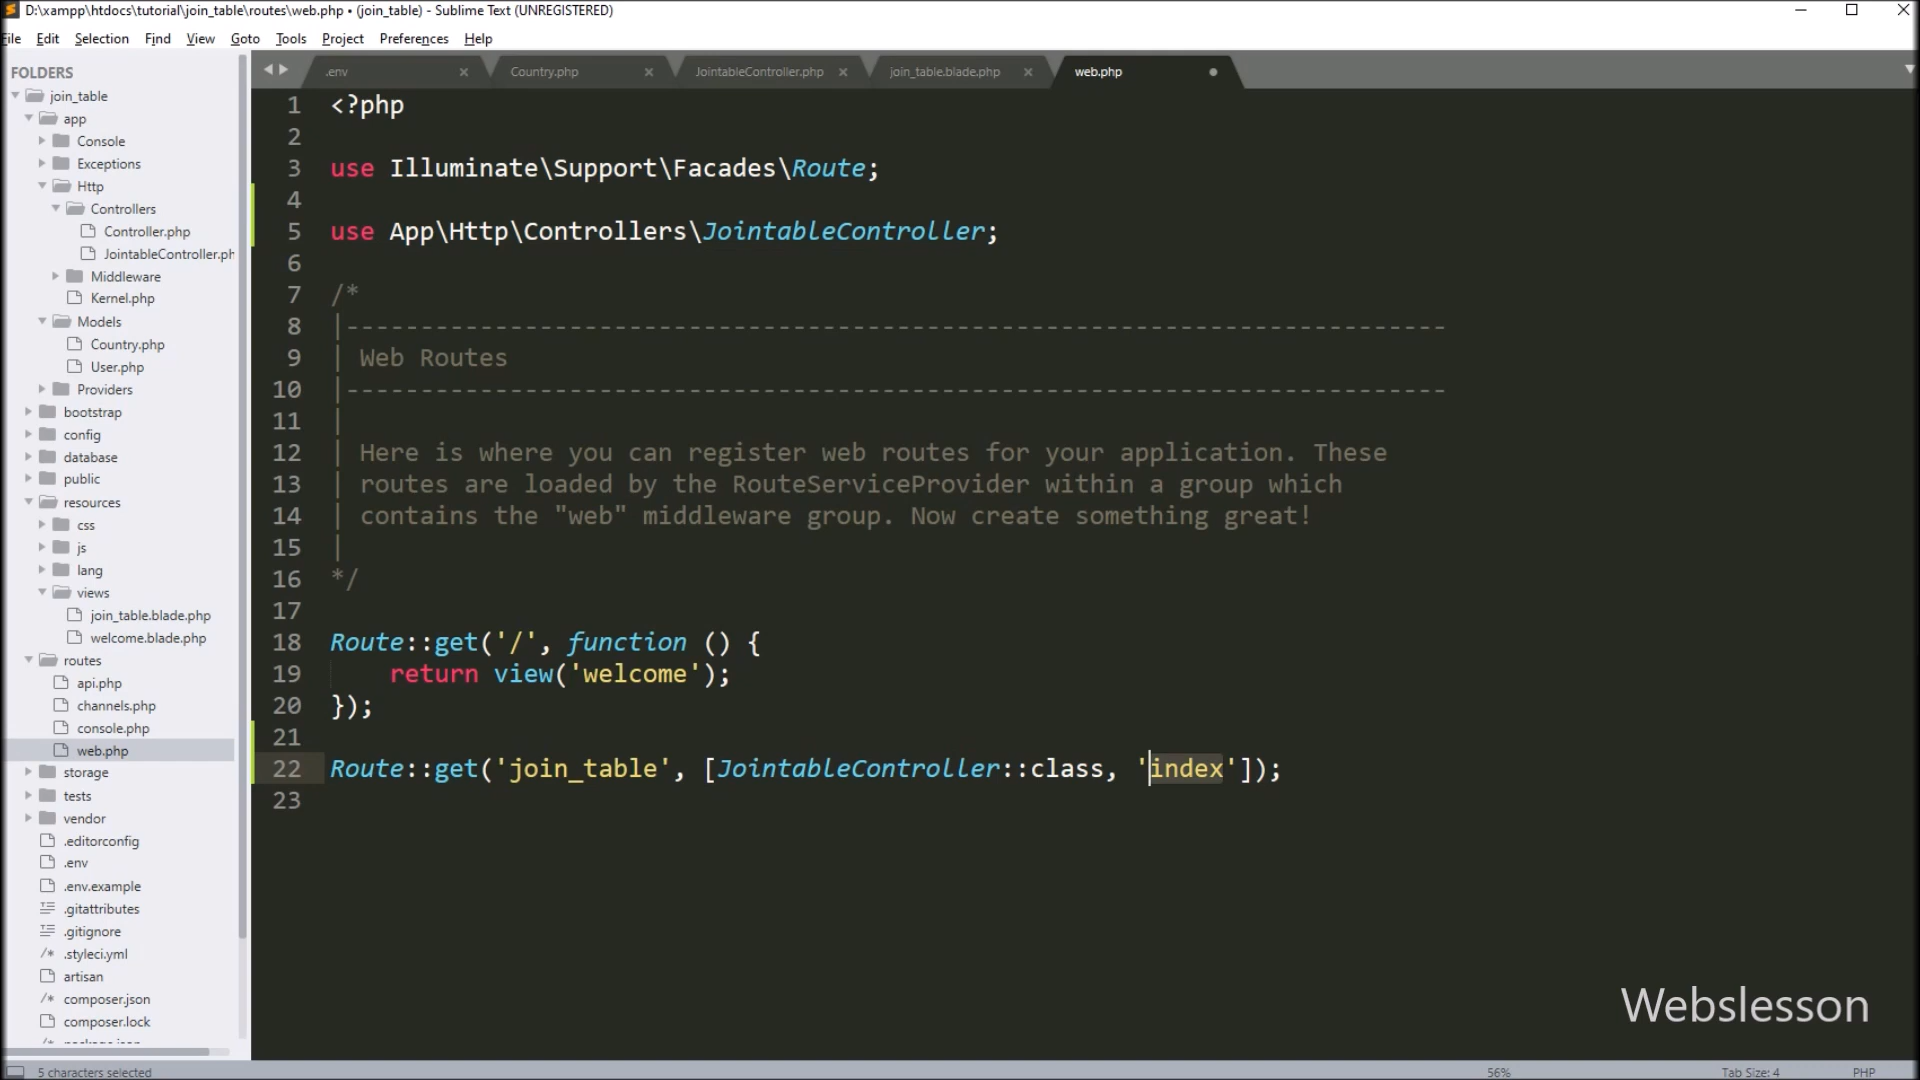 D:\xampp\htdocs\tutorial\join_table\routes\web.php • (join_table) - Sublime Text (UNREGISTERED)
File Edit Selection Find View Goto Tools Project Preferences Help
FOLDERS
join_table
app
Console
Exceptions
Http
Controllers
Controller.php
JointableController.ph
Middleware
Kernel.php
Models
Country.php
User.php
Providers
bootstrap
config
database
public
resources
css
js
lang
views
join_table.blade.php
welcome.blade.php
routes
api.php
channels.php
console.php
web.php
storage
tests
vendor
.editorconfig
.env
.env.example
.gitattributes
.gitignore
/* .styleci.yml
artisan
/* composer.json
composer.lock
.env × Country.php × JointableController.php × join_table.blade.php × web.php
1 <?php
2
3 use Illuminate\Support\Facades\Route;
4
5 use App\Http\Controllers\JointableController;
6
7 /*
8 |--------------------------------------------------------------------------
9 | Web Routes
10 |--------------------------------------------------------------------------
11 |
12 | Here is where you can register web routes for your application. These
13 | routes are loaded by the RouteServiceProvider within a group which
14 | contains the "web" middleware group. Now create something great!
15 |
16 */
17
18 Route::get('/', function () {
19 return view('welcome');
20 });
21
22 Route::get('join_table', [JointableController::class, 'index']);
23
Webslesson
5 characters selected 56% Tab Size: 4 PHP